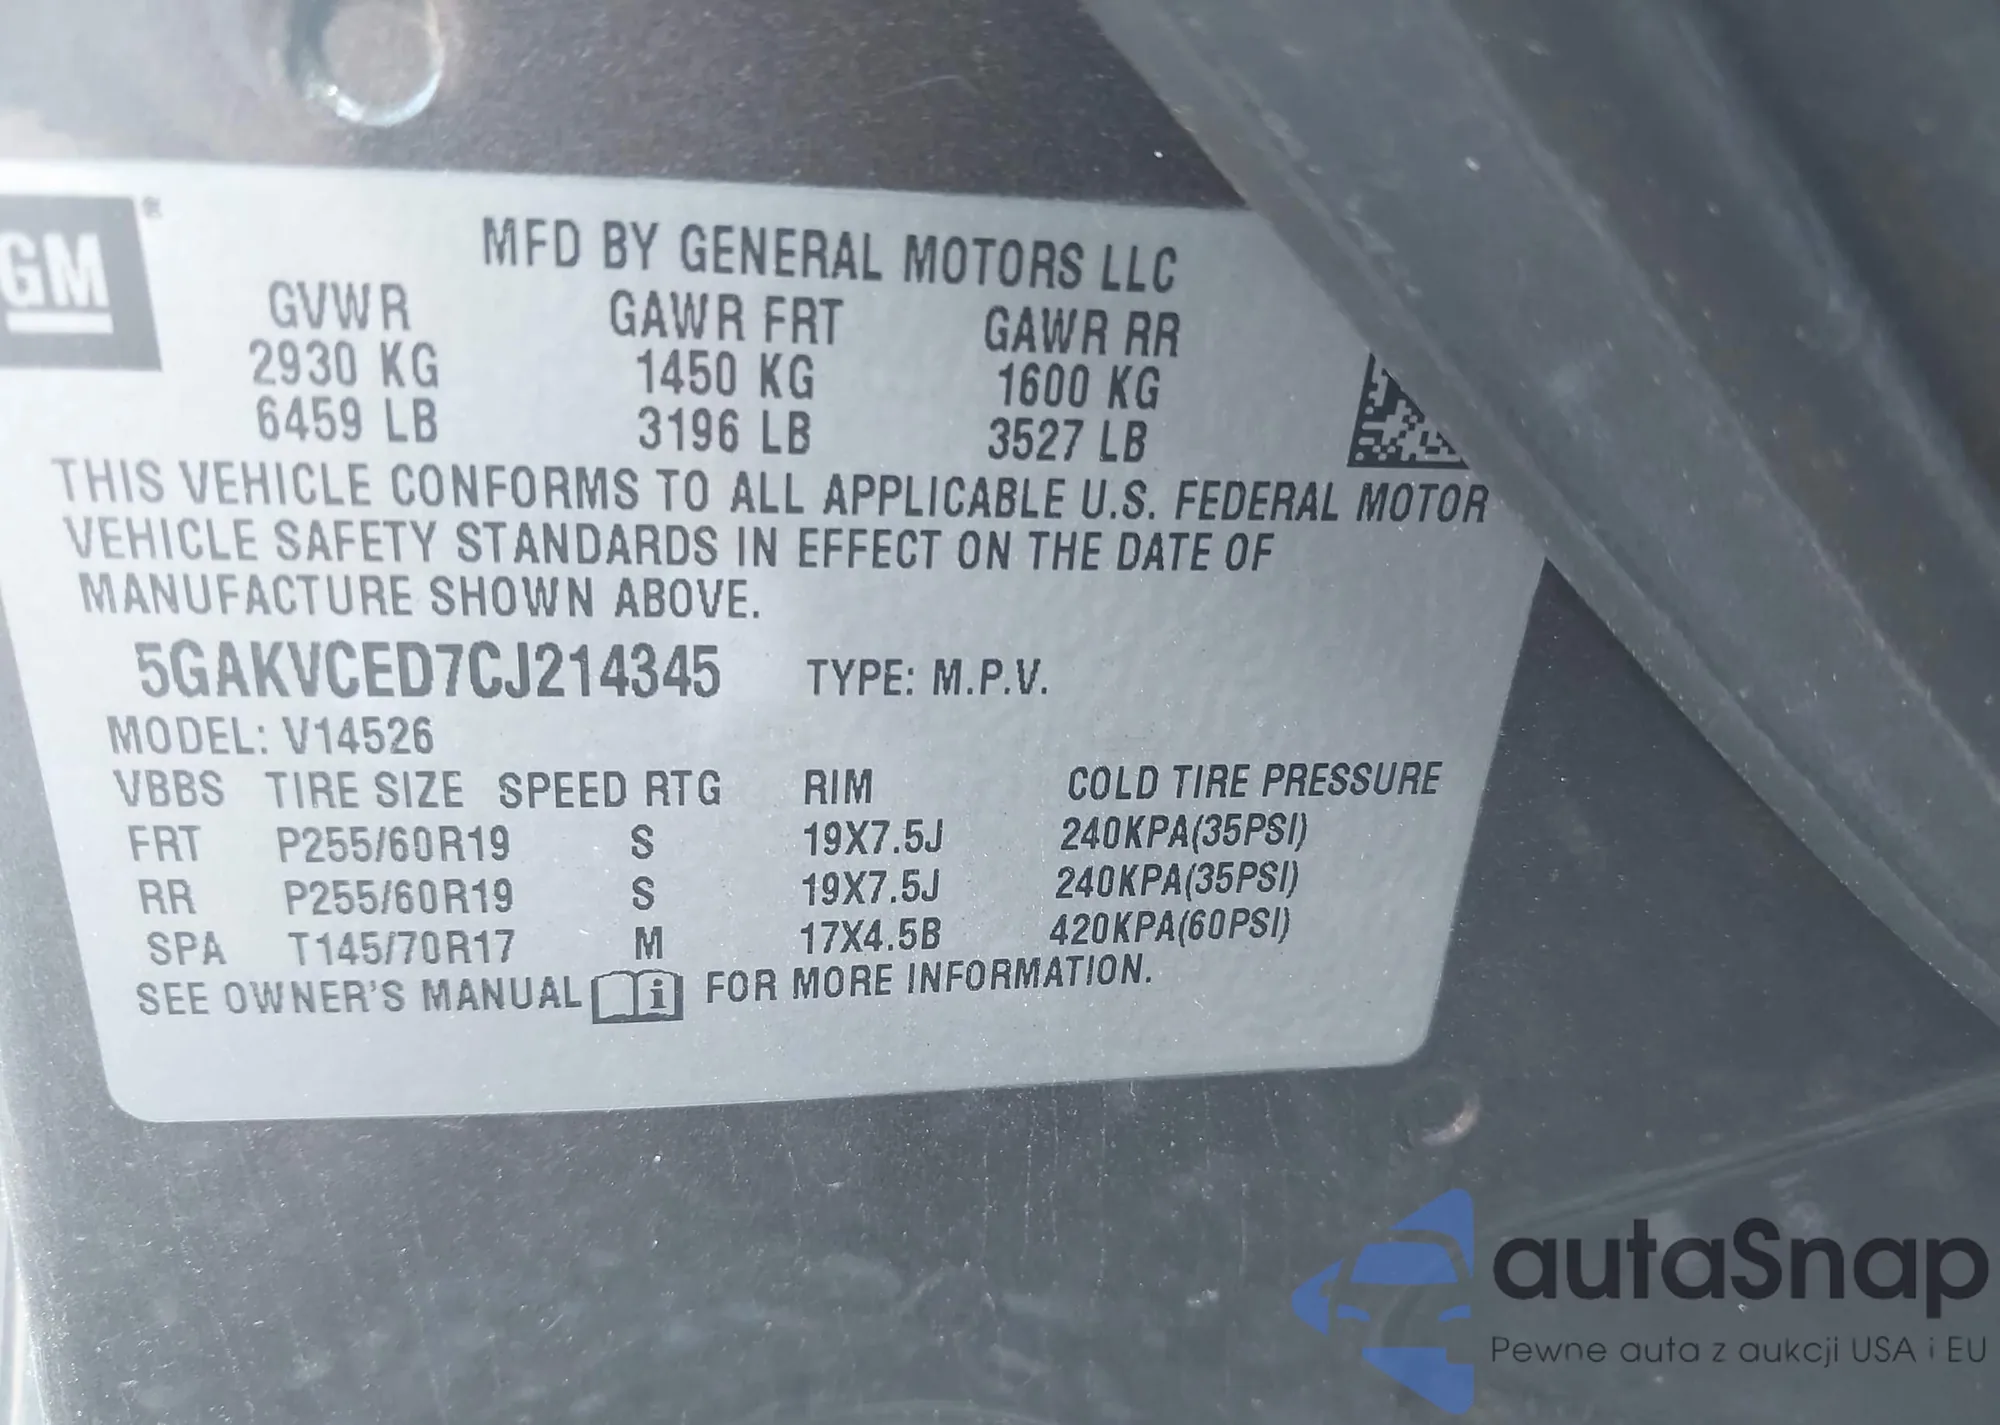 GM®
MFD BY GENERAL MOTORS LLC
GVWR GAWR FRT GAWR RR
2930 KG 1450 KG 1600 KG
6459 LB 3196 LB 3527 LB
THIS VEHICLE CONFORMS TO ALL APPLICABLE U.S. FEDERAL MOTOR
VEHICLE SAFETY STANDARDS IN EFFECT ON THE DATE OF
MANUFACTURE SHOWN ABOVE.
5GAKVCED7CJ214345 TYPE: M.P.V.
MODEL: V14526
VBBS TIRE SIZE SPEED RTG RIM COLD TIRE PRESSURE
FRT P255/60R19 S 19X7.5J 240KPA(35PSI)
RR P255/60R19 S 19X7.5J 240KPA(35PSI)
SPA T145/70R17 M 17X4.5B 420KPA(60PSI)
SEE OWNER'S MANUAL i FOR MORE INFORMATION.
autaSnap
Pewne auta z aukcji USA i EU